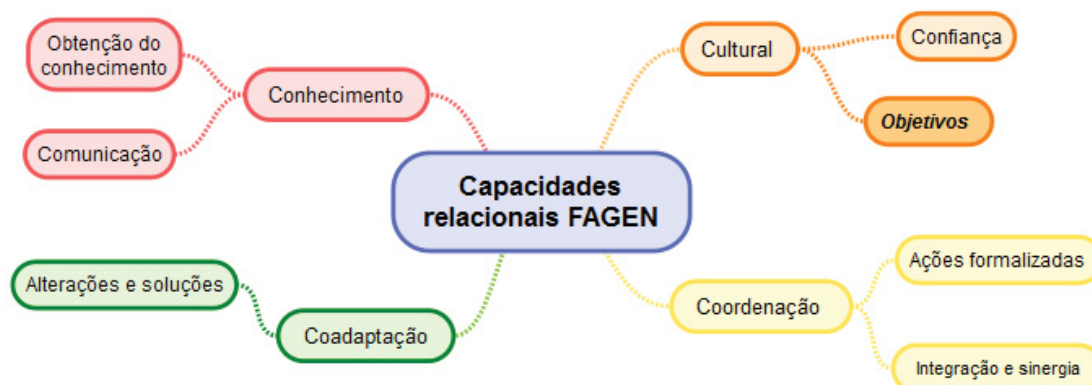 Obtenção do
conhecimento
Conhecimento
Comunicação
Cultural
Confiança
Objetivos
Capacidades
relacionais FAGEN
Alterações e soluções
Coadaptação
Coordenação
Ações formalizadas
Integração e sinergia